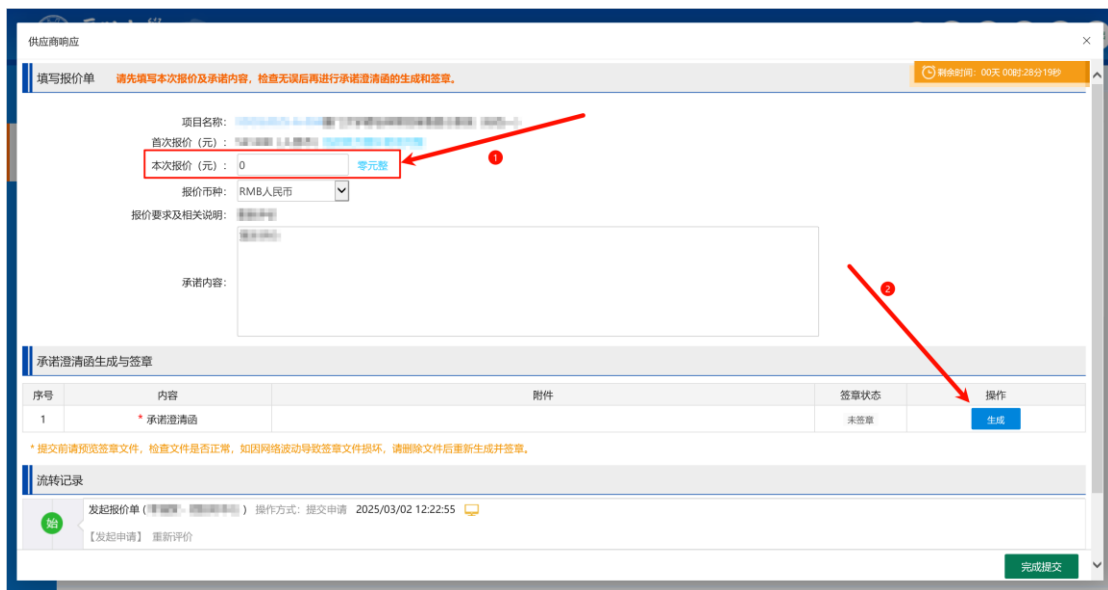 供应商响应 ×
填写报价单 请先填写本次报价及承诺内容，检查无误后再进行承诺澄清函的生成和签章。
剩余时间：00天 00时:28分19秒
项目名称：
首次报价（元）：
本次报价（元）： 0 零元整
1
报价币种： RMB人民币
报价要求及相关说明：
承诺内容：
2
承诺澄清函生成与签章
序号 内容 附件 签章状态 操作
1 * 承诺澄清函 未签章 生成
* 提交前请预览签章文件，检查文件是否正常，如因网络波动导致签章文件损坏，请删除文件后重新生成并签章。
流转记录
始
发起报价单 ( ) 操作方式：提交申请 2025/03/02 12:22:55
【发起申请】 重新评价
完成提交